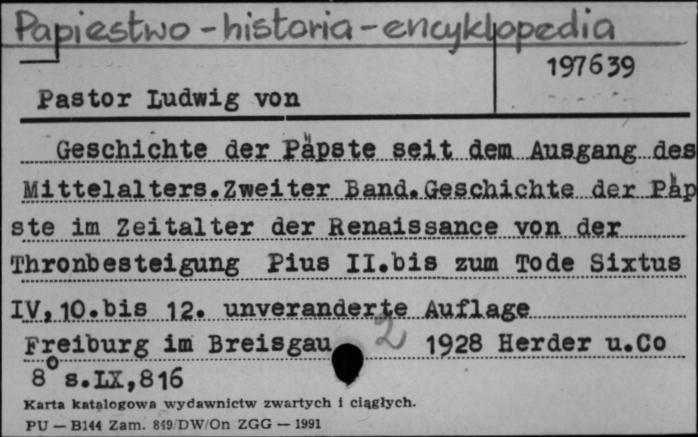 Papiestwo - historia - encyklopedia
197639
Pastor Ludwig von
Geschichte der Päpste seit dem Ausgang des
Mittelalters.Zweiter Band.Geschichte der Päp
ste im Zeitalter der Renaissance von der
Thronbesteigung Pius II.bis zum Tode Sixtus
IV,10.bis 12. unveranderte Auflage
Freiburg im Breisgau 2 1928 Herder u.Co
8° s.LX,816
Karta katalogowa wydawnictw zwartych i ciągłych.
PU — B144 Zam. 849/DW/On ZGG — 1991